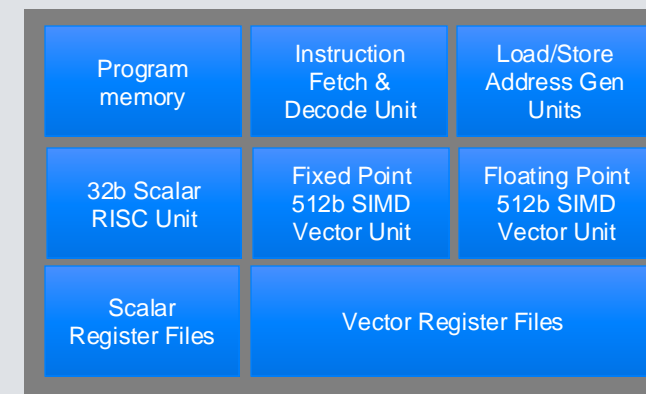 Program
memory
Instruction
Fetch &
Decode Unit
Load/Store
Address Gen
Units
32b Scalar
RISC Unit
Fixed Point
512b SIMD
Vector Unit
Floating Point
512b SIMD
Vector Unit
Scalar
Register Files
Vector Register Files